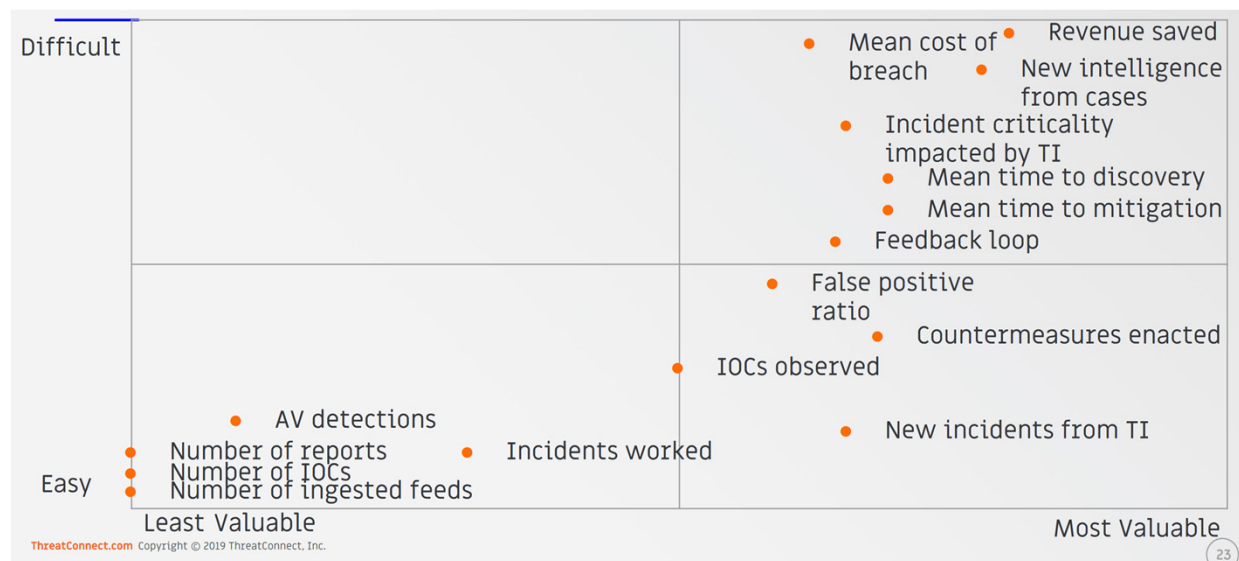 Difficult
Mean cost of
breach
Revenue saved
New intelligence
from cases
Incident criticality
impacted by TI
Mean time to discovery
Mean time to mitigation
Feedback loop
False positive
ratio
Countermeasures enacted
IOCs observed
AV detections
New incidents from TI
Number of reports
Incidents worked
Number of IOCs
Number of ingested feeds
Easy
Least Valuable
Most Valuable
ThreatConnect.com Copyright © 2019 ThreatConnect, Inc.
23